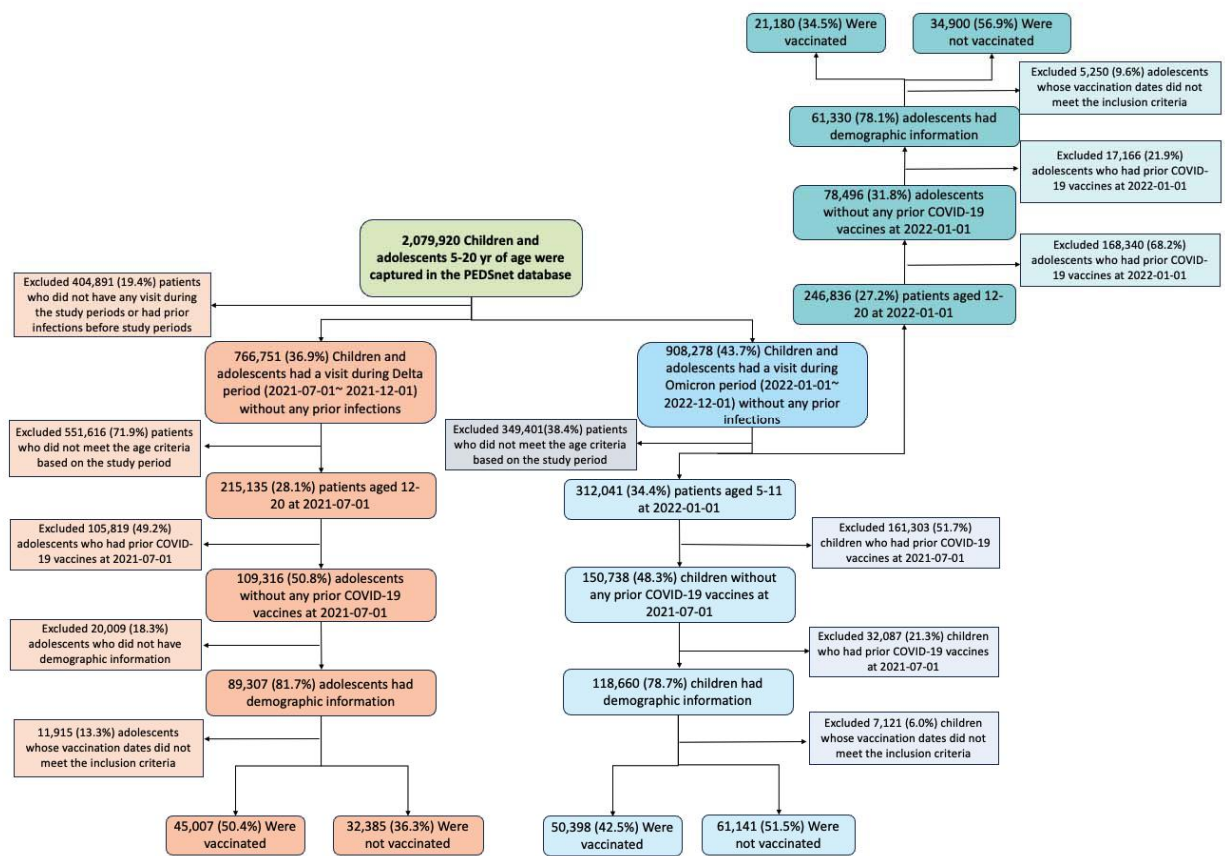 21,180 (34.5%) Were
vaccinated
34,900 (56.9%) Were
not vaccinated
Excluded 5,250 (9.6%) adolescents
whose vaccination dates did not
meet the inclusion criteria
61,330 (78.1%) adolescents had
demographic information
Excluded 17,166 (21.9%)
adolescents who had prior COVID-
19 vaccines at 2022-01-01
78,496 (31.8%) adolescents
without any prior COVID-19
vaccines at 2022-01-01
Excluded 168,340 (68.2%)
adolescents who had prior
COVID-19 vaccines at 2022-01-01
246,836 (27.2%) patients aged 12-
20 at 2022-01-01
2,079,920 Children and
adolescents 5-20 yr of age were
captured in the PEDSnet database
Excluded 404,891 (19.4%) patients
who did not have any visit during
the study periods or had prior
infections before study periods
766,751 (36.9%) Children and
adolescents had a visit during Delta
period (2021-07-01~ 2021-12-01)
without any prior infections
908,278 (43.7%) Children and
adolescents had a visit during
Omicron period (2022-01-01~
2022-12-01) without any prior
infections
Excluded 551,616 (71.9%) patients
who did not meet the age criteria
based on the study period
Excluded 349,401(38.4%) patients
who did not meet the age criteria
based on the study period
215,135 (28.1%) patients aged 12-
20 at 2021-07-01
312,041 (34.4%) patients aged 5-11
at 2022-01-01
Excluded 105,819 (49.2%)
adolescents who had prior COVID-
19 vaccines at 2021-07-01
Excluded 161,303 (51.7%)
children who had prior COVID-19
vaccines at 2021-07-01
109,316 (50.8%) adolescents
without any prior COVID-19
vaccines at 2021-07-01
150,738 (48.3%) children without
any prior COVID-19 vaccines at
2021-07-01
Excluded 20,009 (18.3%)
adolescents who did not have
demographic information
Excluded 32,087 (21.3%) children
who had prior COVID-19 vaccines
at 2021-07-01
89,307 (81.7%) adolescents had
demographic information
118,660 (78.7%) children had
demographic information
11,915 (13.3%) adolescents
whose vaccination dates did not
meet the inclusion criteria
Excluded 7,121 (6.0%) children
whose vaccination dates did not
meet the inclusion criteria
45,007 (50.4%) Were
vaccinated
32,385 (36.3%) Were
not vaccinated
50,398 (42.5%) Were
vaccinated
61,141 (51.5%) Were
not vaccinated